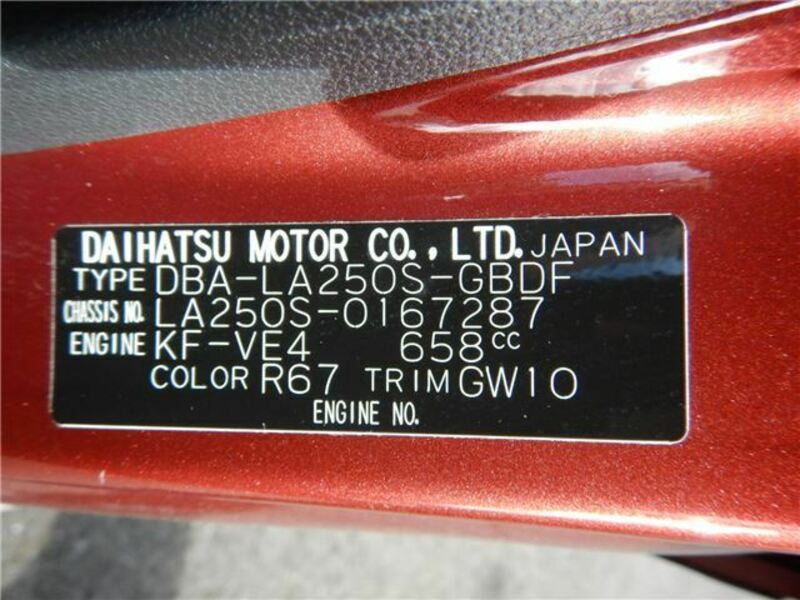 DAIHATSU MOTOR CO., LTD. JAPAN
TYPE DBA-LA250S-GBDF
CHASSIS NO. LA250S-0167287
ENGINE KF-VE4 658cc
COLOR R67 TRIM GW10
ENGINE NO.